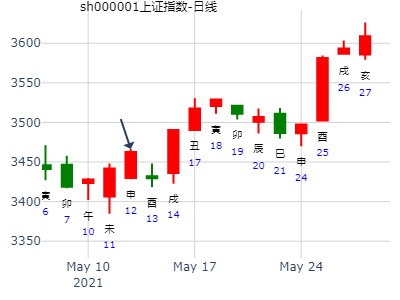 sh000001上证指数-日线
3600
3550
3500
3450
3400
3350
寅
6
卯
7
午
10
未
11
申
12
酉
13
戌
14
丑
17
寅
18
卯
19
辰
20
巳
21
申
24
酉
25
戌
26
亥
27
May 10
2021
May 17
May 24